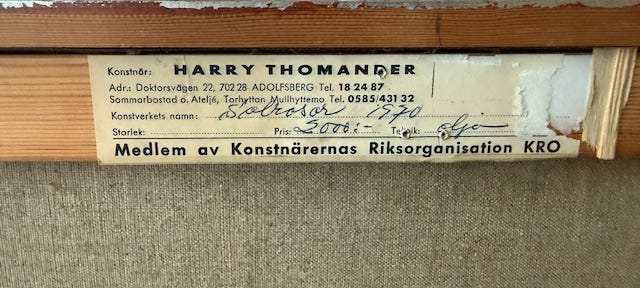 Konstnär: HARRY THOMANDER
Adr.: Doktorsvägen 22, 702 28 ADOLFSBERG Tel. 18 24 87
Sommarbostad o. Ateljé, Torhyttan Mullhyttemo Tel. 0585/431 32
Konstverkets namn: Solrosor 1970
Storlek: Pris: 2000:- Teknik: olja
Medlem av Konstnärernas Riksorganisation KRO